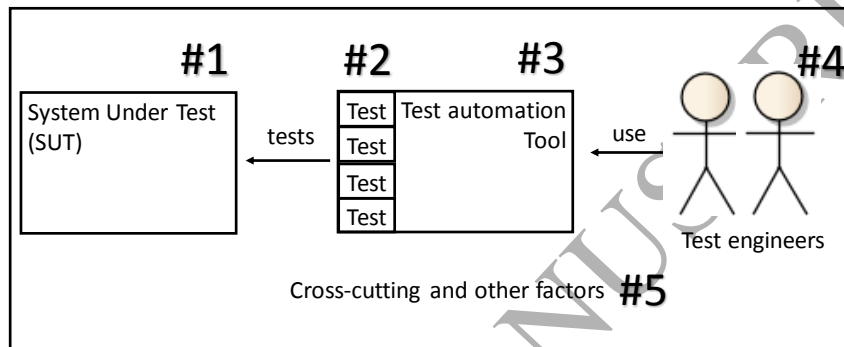 #1 #2 #3 #4
System Under Test
(SUT)
tests
Test
Test
Test
Test
Test automation
Tool
use
Test engineers
Cross-cutting and other factors #5